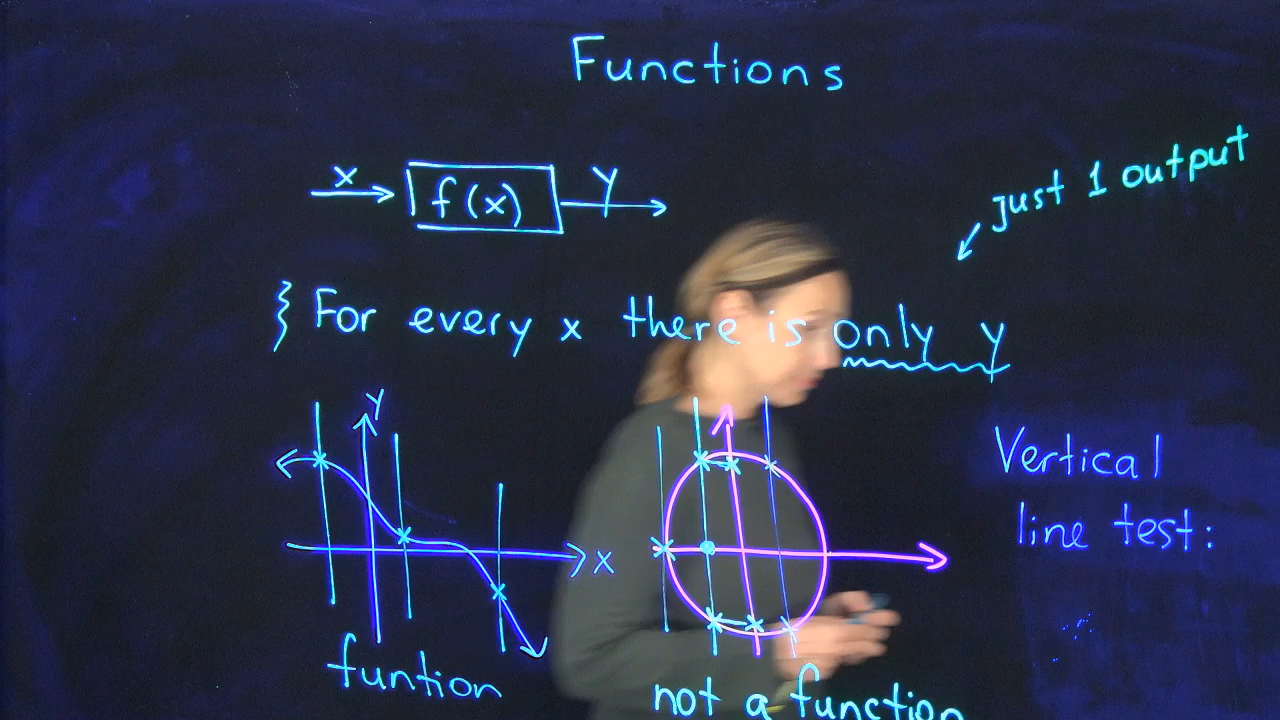 Functions
x f(x) y
just 1 output
For every x there is only y
y
x
Vertical
line test:
funtion
not a function